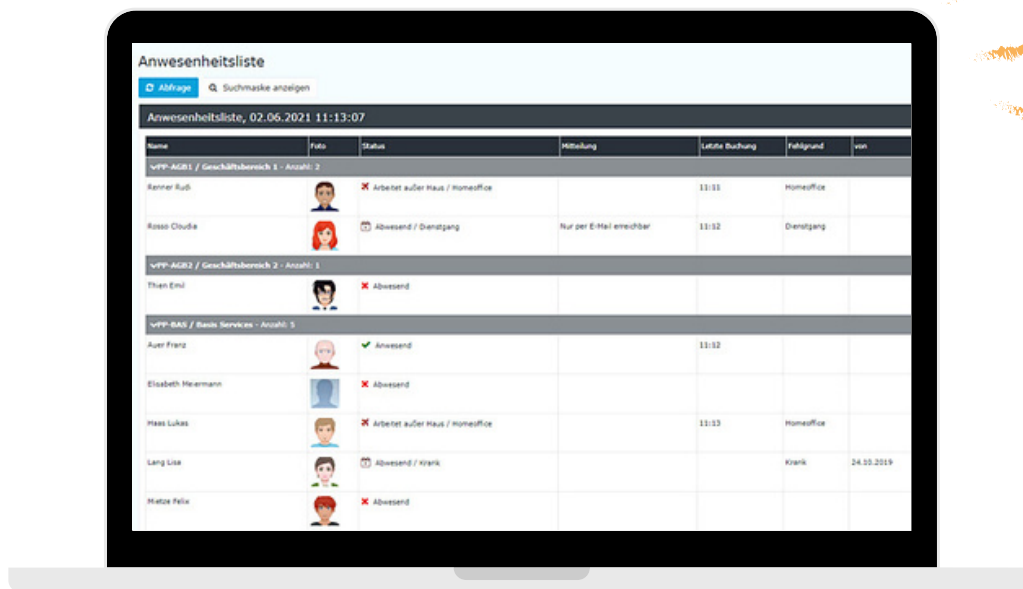 Anwesenheitsliste
Abfrage Suchmaske anzeigen
Anwesenheitsliste, 02.06.2021 11:13:07
Name Foto Status Mitteilung Letzte Buchung Fehlgrund von
PP-AGB1 / Geschäftsbereich 1 - Anzahl: 2
Renner Rudi Arbeitet außer Haus / Homeoffice 11:11 Homeoffice
Rosso Claudia Abwesend / Dienstgang Nur per E-Mail erreichbar 11:12 Dienstgang
PP-AGB2 / Geschäftsbereich 2 - Anzahl: 1
Thien Emil Abwesend
PP-BAS / Basis Services - Anzahl: 5
Auer Franz Anwesend 11:12
Elisabeth Meiermann Abwesend
Haas Lukas Arbeitet außer Haus / Homeoffice 11:13 Homeoffice
Lang Lisa Abwesend / Krank Krank 24.10.2019
Mietze Felix Abwesend